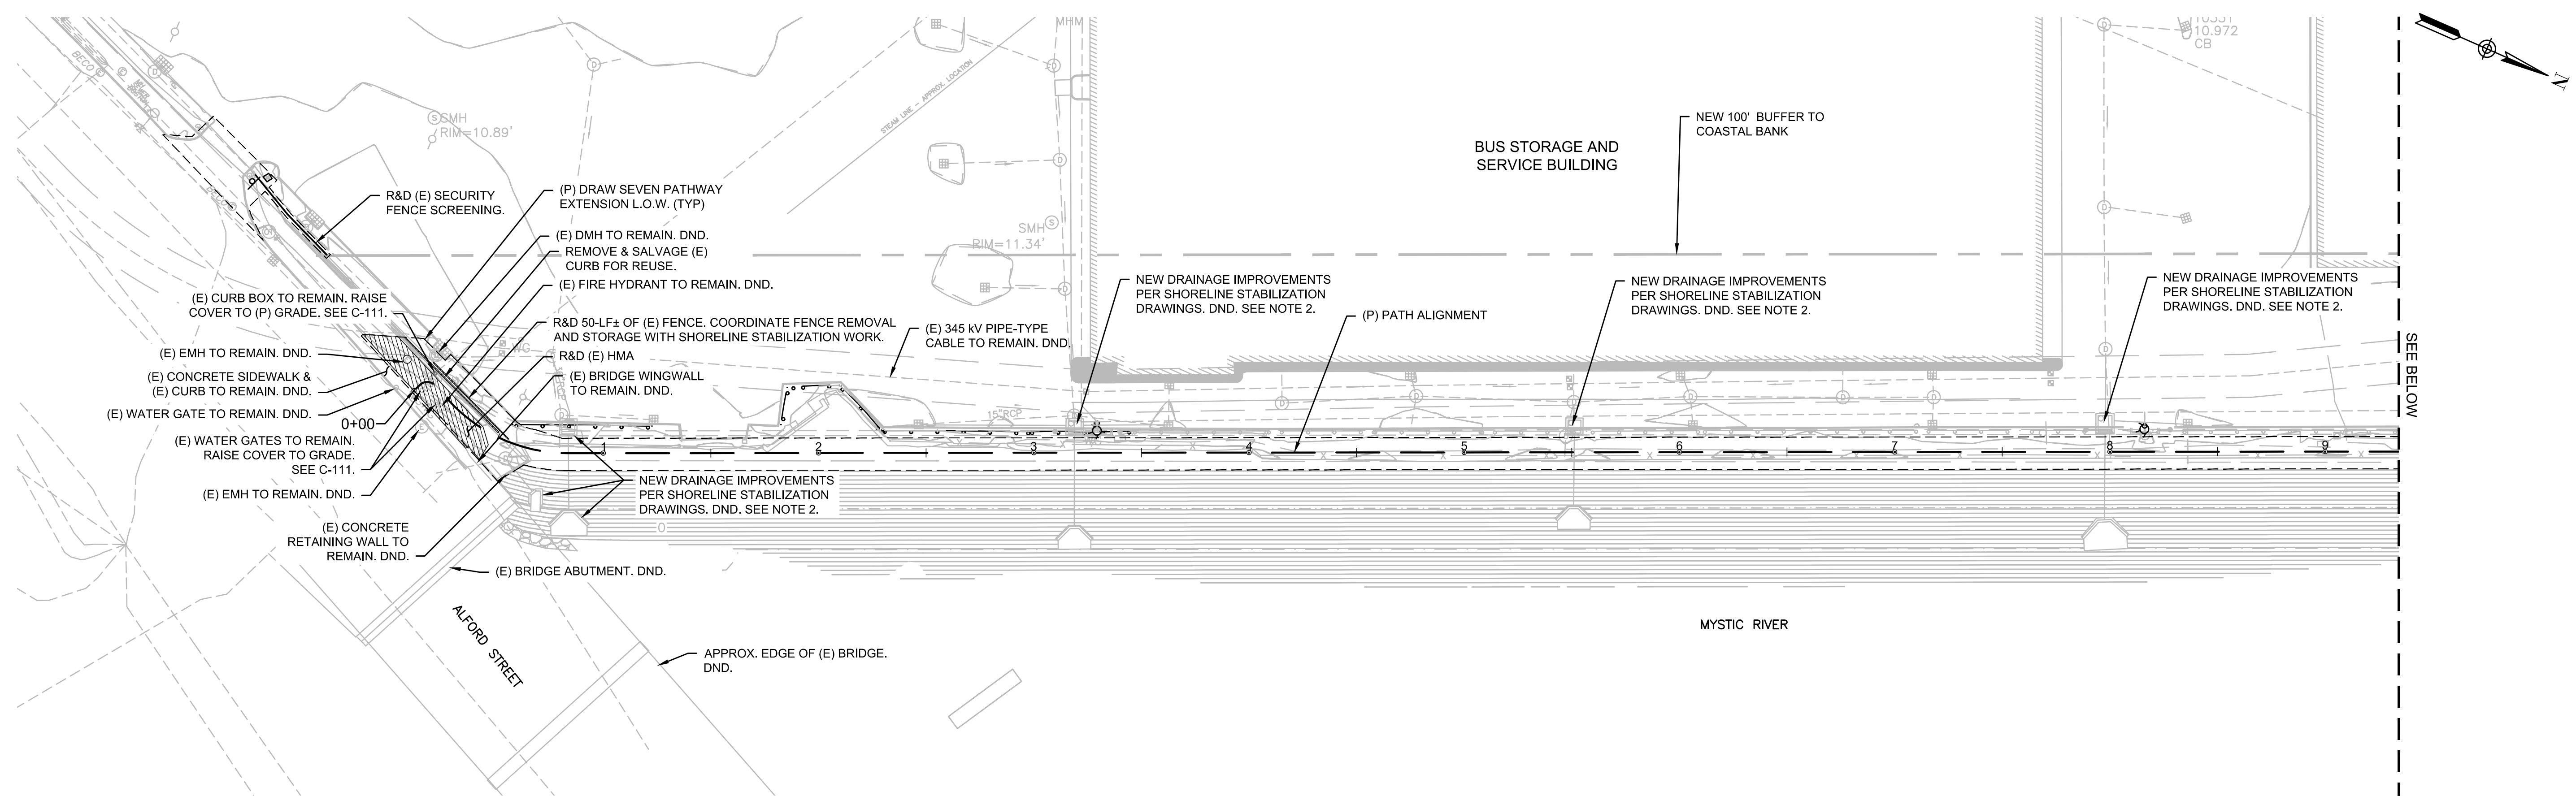 MHM
10.972
CB
N
BECO
SMH
RIM=10.89'
STEAM LINE - APPROX. LOCATION
NEW 100' BUFFER TO
COASTAL BANK
BUS STORAGE AND
SERVICE BUILDING
R&D (E) SECURITY
FENCE SCREENING.
(P) DRAW SEVEN PATHWAY
EXTENSION L.O.W. (TYP)
(E) DMH TO REMAIN. DND.
REMOVE & SALVAGE (E)
CURB FOR REUSE.
(E) FIRE HYDRANT TO REMAIN. DND.
SMH
RIM=11.34'
(E) CURB BOX TO REMAIN. RAISE
COVER TO (P) GRADE. SEE C-111.
R&D 50-LF± OF (E) FENCE. COORDINATE FENCE REMOVAL
AND STORAGE WITH SHORELINE STABILIZATION WORK.
(E) 345 kV PIPE-TYPE
CABLE TO REMAIN. DND.
NEW DRAINAGE IMPROVEMENTS
PER SHORELINE STABILIZATION
DRAWINGS. DND. SEE NOTE 2.
(P) PATH ALIGNMENT
NEW DRAINAGE IMPROVEMENTS
PER SHORELINE STABILIZATION
DRAWINGS. DND. SEE NOTE 2.
NEW DRAINAGE IMPROVEMENTS
PER SHORELINE STABILIZATION
DRAWINGS. DND. SEE NOTE 2.
SEE BELOW
(E) EMH TO REMAIN. DND.
R&D (E) HMA
(E) CONCRETE SIDEWALK &
(E) CURB TO REMAIN. DND.
(E) BRIDGE WINGWALL
TO REMAIN. DND.
(E) WATER GATE TO REMAIN. DND.
0+00
15"RCP
(E) WATER GATES TO REMAIN.
RAISE COVER TO GRADE.
SEE C-111.
1 2 3 4 5 6 7 8 9
(E) EMH TO REMAIN. DND.
NEW DRAINAGE IMPROVEMENTS
PER SHORELINE STABILIZATION
DRAWINGS. DND. SEE NOTE 2.
(E) CONCRETE
RETAINING WALL TO
REMAIN. DND.
0
(E) BRIDGE ABUTMENT. DND.
ALFORD STREET
APPROX. EDGE OF (E) BRIDGE.
DND.
MYSTIC RIVER